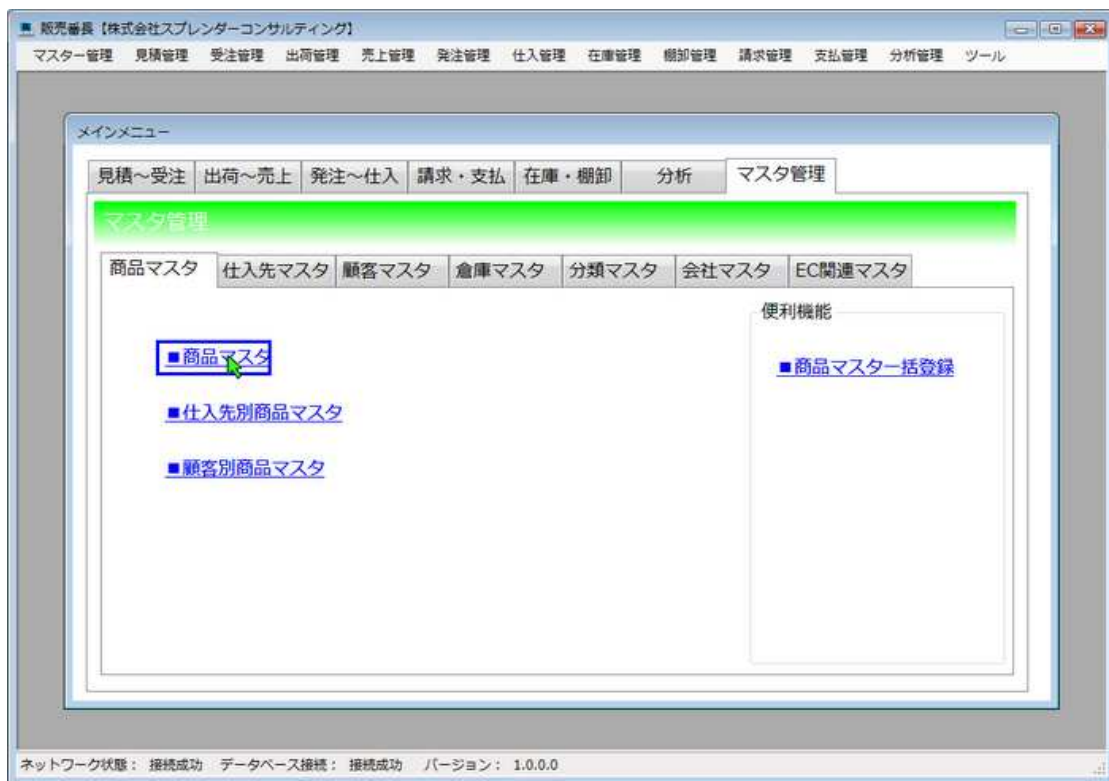 販売番長【株式会社スプレンダーコンサルティング】
マスター管理 見積管理 受注管理 出荷管理 売上管理 発注管理 仕入管理 在庫管理 棚卸管理 請求管理 支払管理 分析管理 ツール
メインメニュー
見積～受注 出荷～売上 発注～仕入 請求・支払 在庫・棚卸 分析 マスタ管理
マスタ管理
商品マスタ 仕入先マスタ 顧客マスタ 倉庫マスタ 分類マスタ 会社マスタ EC関連マスタ
便利機能
■商品マスタ
■商品マスター括登録
■仕入先別商品マスタ
■顧客別商品マスタ
ネットワーク状態： 接続成功 データベース接続： 接続成功 バージョン： 1.0.0.0